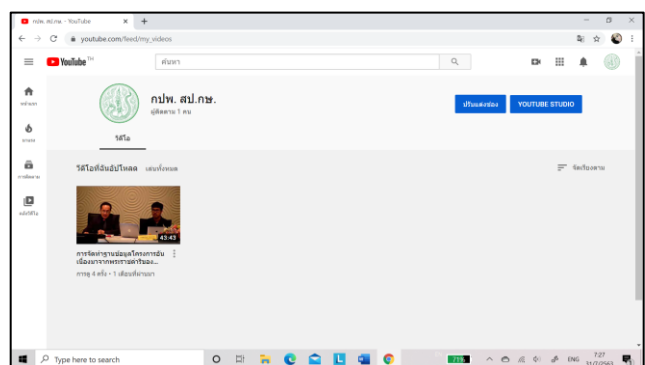 กปพ. สป.กษ. - YouTube
youtube.com/feed/my_videos
YouTube TH
ค้นหา
หน้าแรก
มาแรง
การติดตาม
คลังวิดีโอ
กปพ. สป.กษ.
ผู้ติดตาม 1 คน
ปรับแต่งช่อง
YOUTUBE STUDIO
วิดีโอ
วิดีโอที่ฉันอัปโหลด
เล่นทั้งหมด
จัดเรียงตาม
43:43
การจัดทำฐานข้อมูลโครงการอัน
เนื่องมาจากพระราชดำริของ...
การดู 4 ครั้ง • 1 เดือนที่ผ่านมา
Type here to search
71%
ENG
7:27
31/7/2563